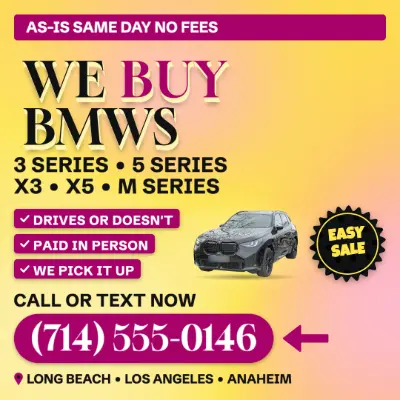 AS-IS SAME DAY NO FEES
WE BUY
BMWS
3 SERIES • 5 SERIES
X3 • X5 • M SERIES
✓ DRIVES OR DOESN'T
✓ PAID IN PERSON
✓ WE PICK IT UP
EASY
SALE
CALL OR TEXT NOW
(714) 555-0146
LONG BEACH • LOS ANGELES • ANAHEIM